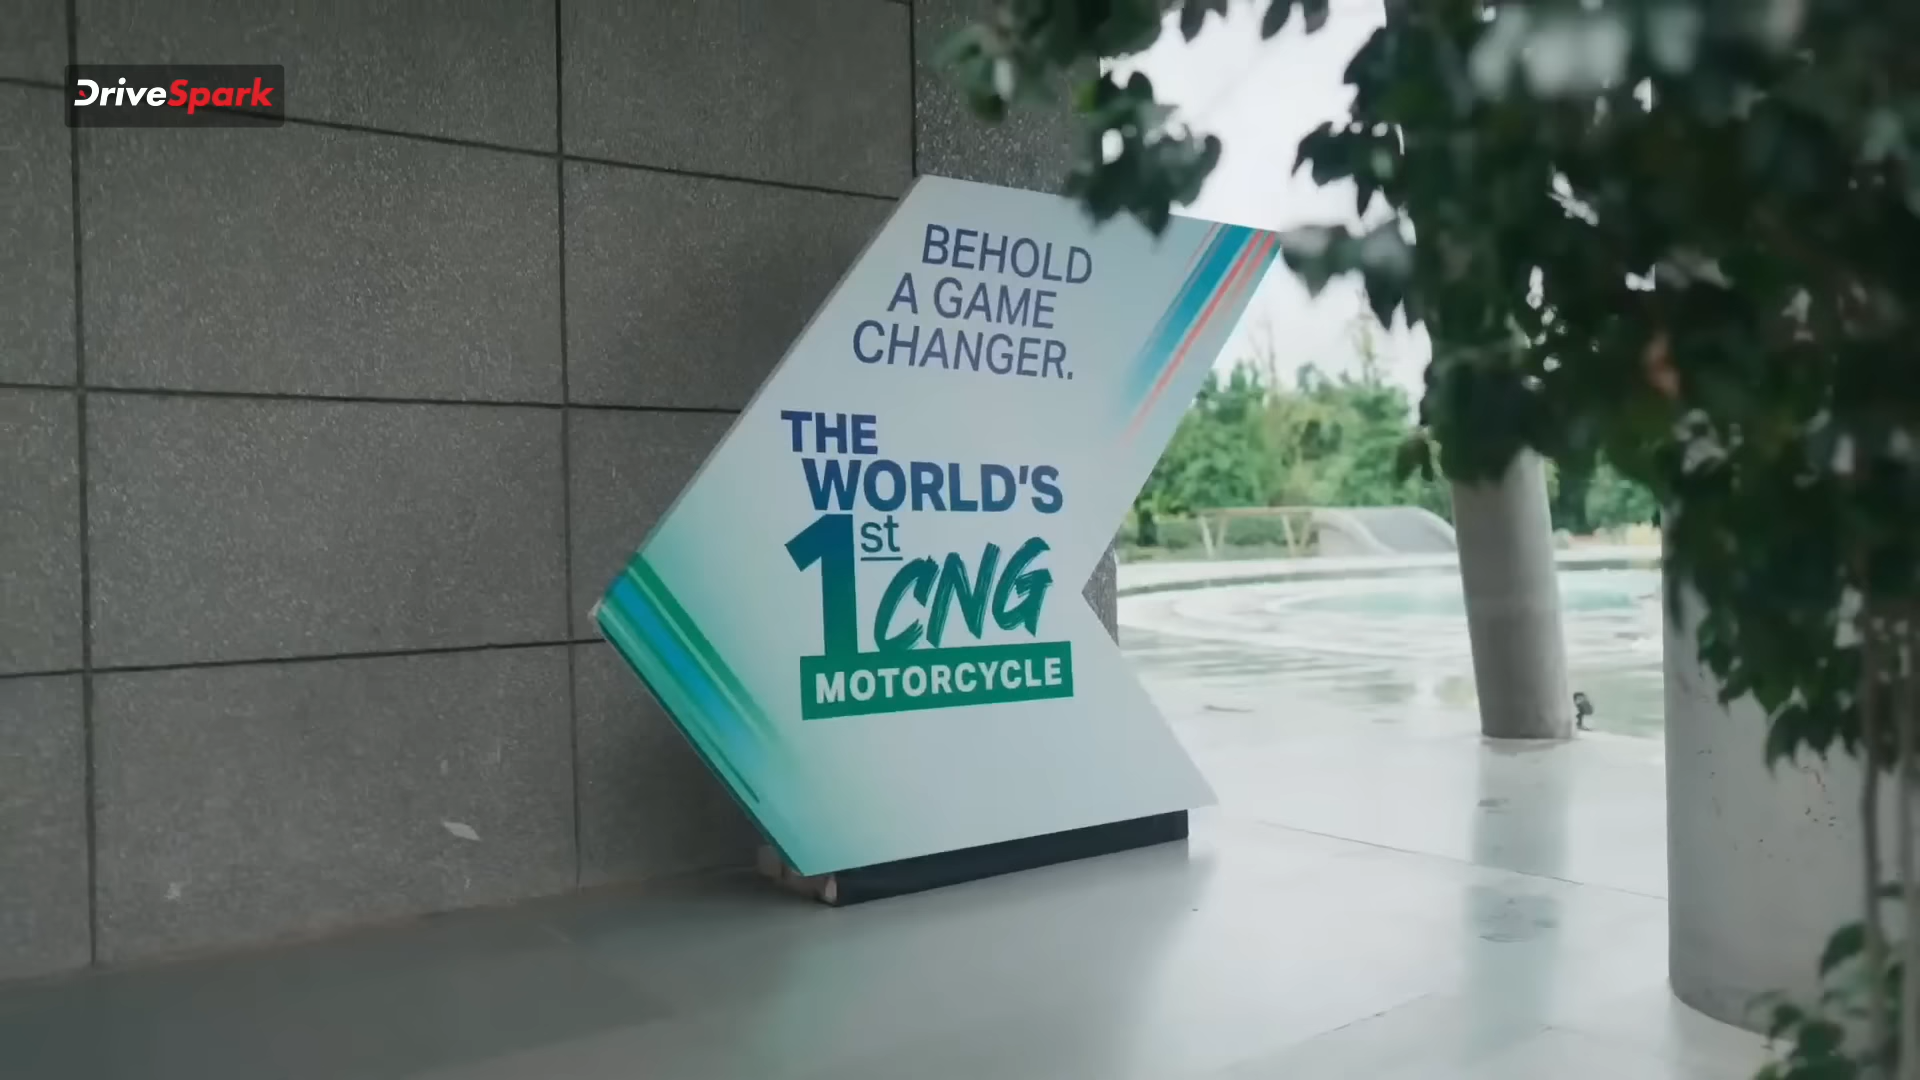 DriveSpark
BEHOLD
A GAME
CHANGER.
THE
WORLD'S
1st CNG
MOTORCYCLE